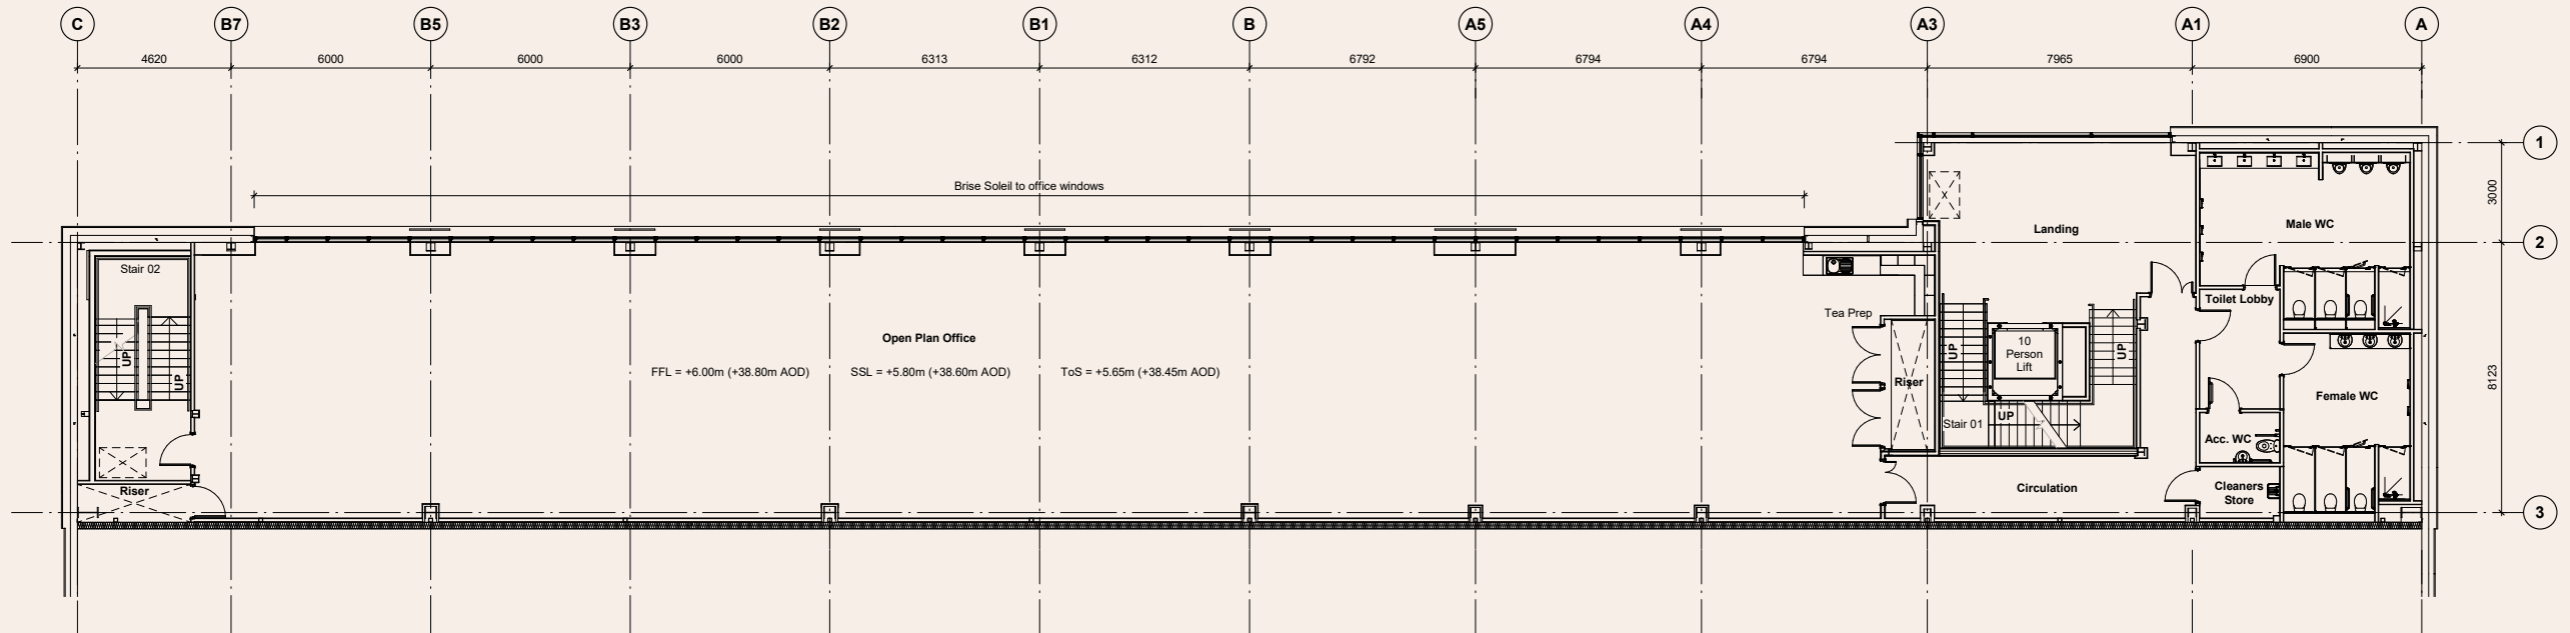 C B7 B5 B3 B2 B1 B A5 A4 A3 A1 A
4620 6000 6000 6000 6313 6312 6792 6794 6794 7965 6900
1
Brise Soleil to office windows
3000
Male WC
Landing
2
Stair 02
Toilet Lobby
Tea Prep
Open Plan Office
10
Person
Lift
UP
UP
UP
UP
FFL = +6.00m (+38.80m AOD) SSL = +5.80m (+38.60m AOD) ToS = +5.65m (+38.45m AOD)
8123
Riser
Female WC
UP
Stair 01
Acc. WC
Riser
Circulation
Cleaners
Store
3